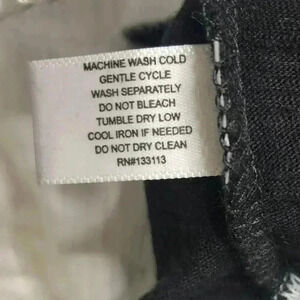 MACHINE WASH COLD
GENTLE CYCLE
WASH SEPARATELY
DO NOT BLEACH
TUMBLE DRY LOW
COOL IRON IF NEEDED
DO NOT DRY CLEAN
RN#133113